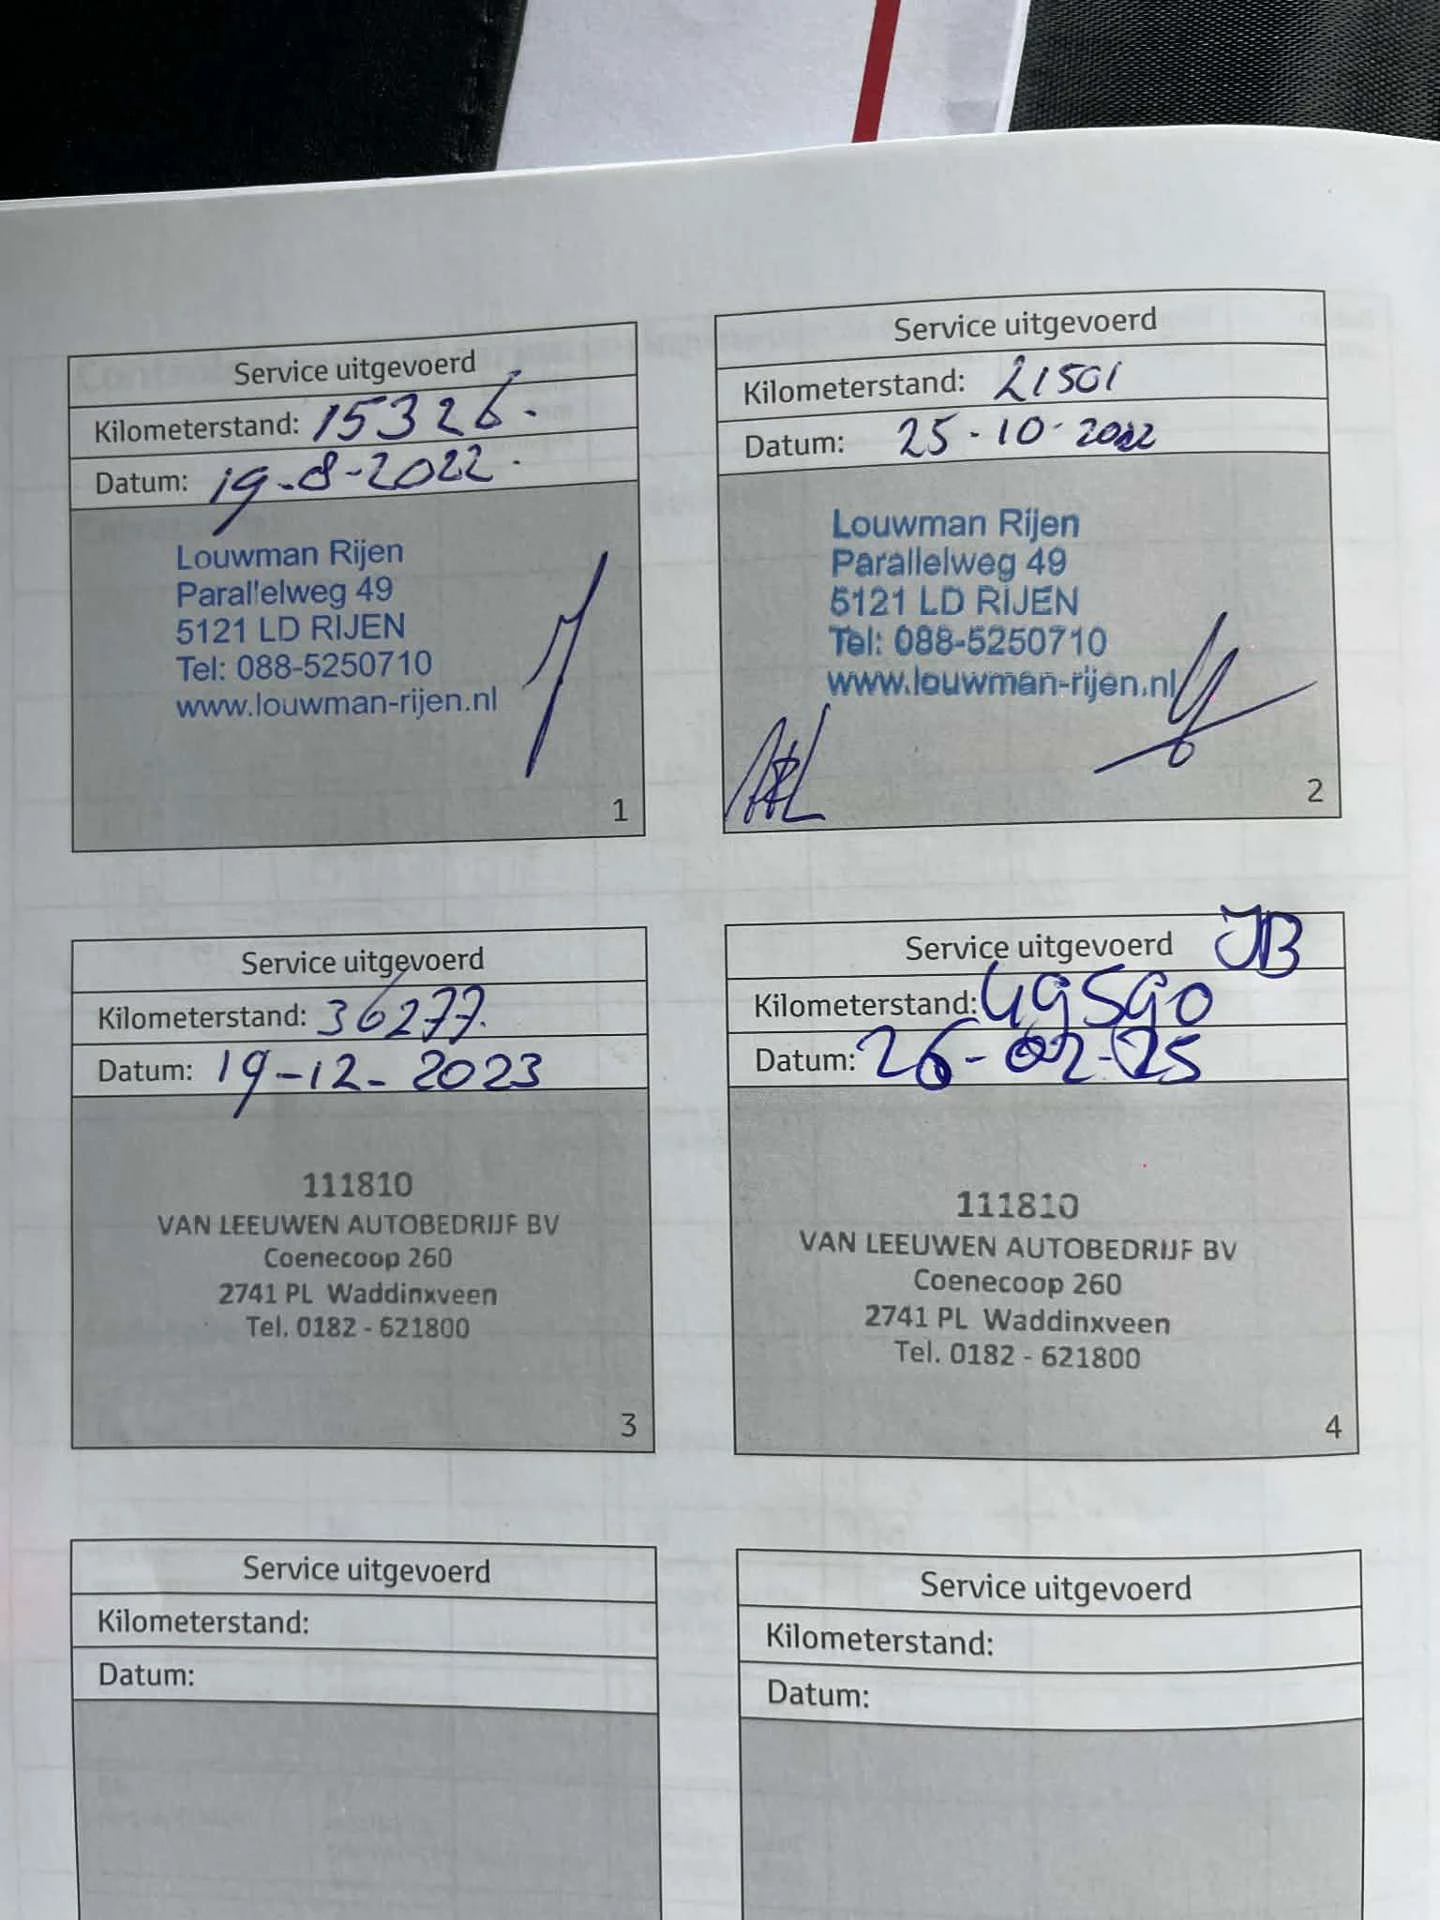 Service uitgevoerd
Kilometerstand: 15326.
Datum: 19-8-2022.
Louwman Rijen
Parallelweg 49
5121 LD RIJEN
Tel: 088-5250710
www.louwman-rijen.nl
1
Service uitgevoerd
Kilometerstand: 21501
Datum: 25-10-2022
Louwman Rijen
Parallelweg 49
5121 LD RIJEN
Tel: 088-5250710
www.louwman-rijen.nl
2
Service uitgevoerd
Kilometerstand: 36277.
Datum: 19-12-2023
111810
VAN LEEUWEN AUTOBEDRIJF BV
Coenecoop 260
2741 PL Waddinxveen
Tel. 0182 - 621800
3
Service uitgevoerd JB
Kilometerstand: 49590
Datum: 26-02-25
111810
VAN LEEUWEN AUTOBEDRIJF BV
Coenecoop 260
2741 PL Waddinxveen
Tel. 0182 - 621800
4
Service uitgevoerd
Kilometerstand:
Datum:
Service uitgevoerd
Kilometerstand:
Datum: